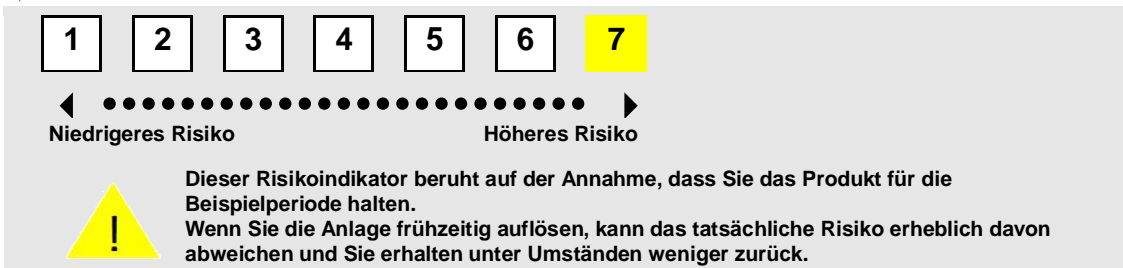 1 2 3 4 5 6 7
Niedrigeres Risiko Höheres Risiko
Dieser Risikoindikator beruht auf der Annahme, dass Sie das Produkt für die
Beispielperiode halten.
! Wenn Sie die Anlage frühzeitig auflösen, kann das tatsächliche Risiko erheblich davon
abweichen und Sie erhalten unter Umständen weniger zurück.